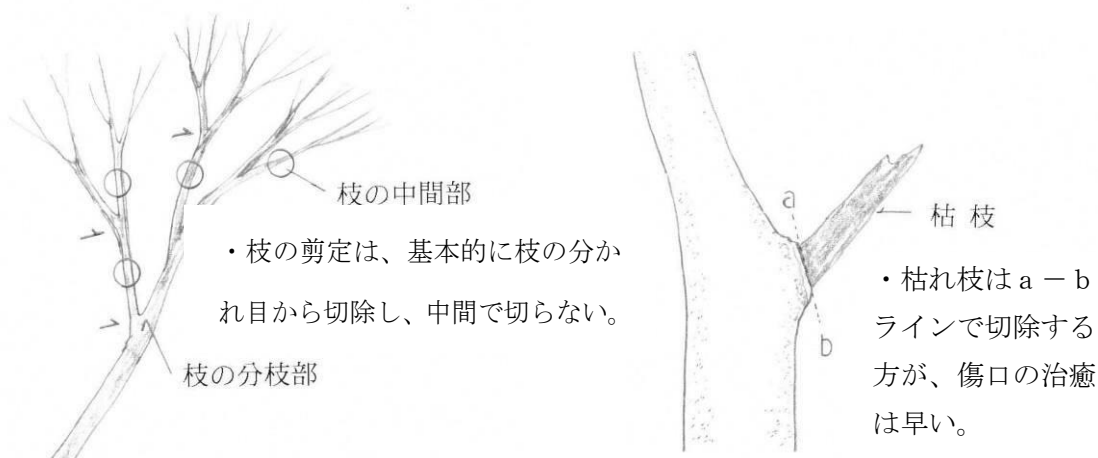 枝の中間部
・枝の剪定は、基本的に枝の分か
れ目から切除し、中間で切らない。
枝の分枝部
a
枯 枝
・枯れ枝はa-b
ラインで切除する
方が、傷口の治癒
は早い。
b